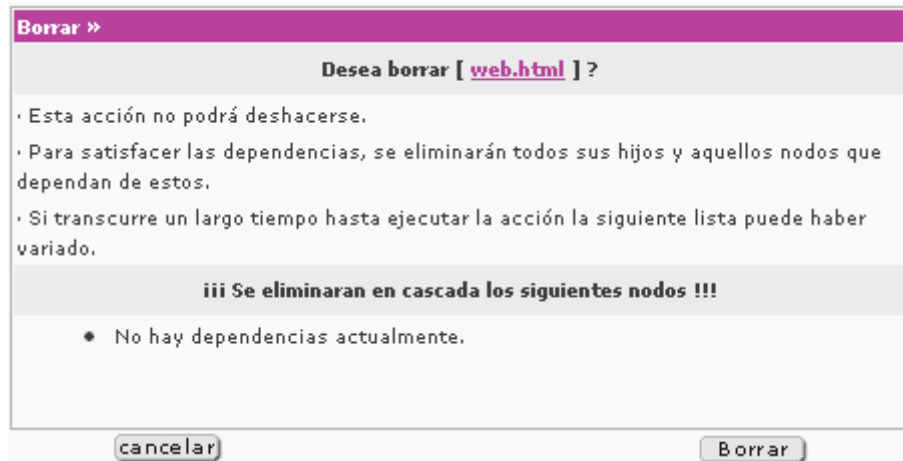 Borrar »
Desea borrar [ web.html ] ?
· Esta acción no podrá deshacerse.
· Para satisfacer las dependencias, se eliminarán todos sus hijos y aquellos nodos que
dependan de estos.
· Si transcurre un largo tiempo hasta ejecutar la acción la siguiente lista puede haber
variado.
¡¡¡ Se eliminaran en cascada los siguientes nodos !!!
• No hay dependencias actualmente.
cancelar Borrar